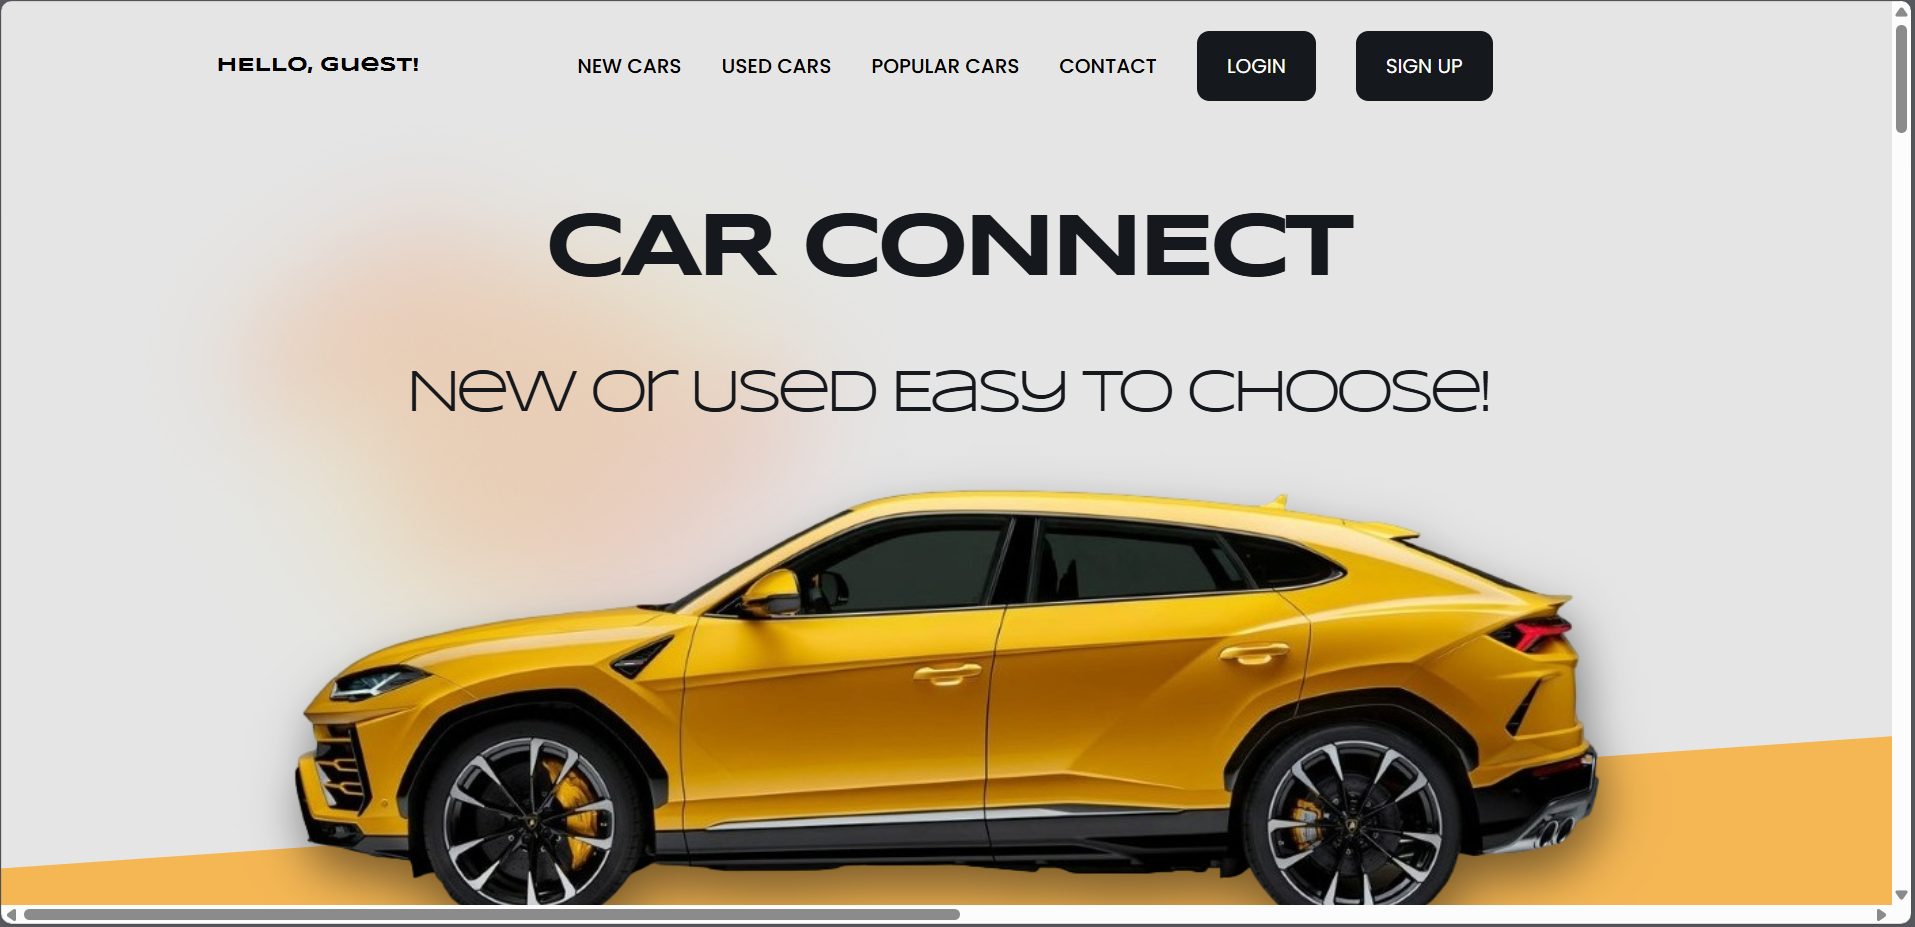 HELLO, GUeST! NEW CARS USED CARS POPULAR CARS CONTACT LOGIN SIGN UP
CAR CONNECT
New or Used Easy To Choose!